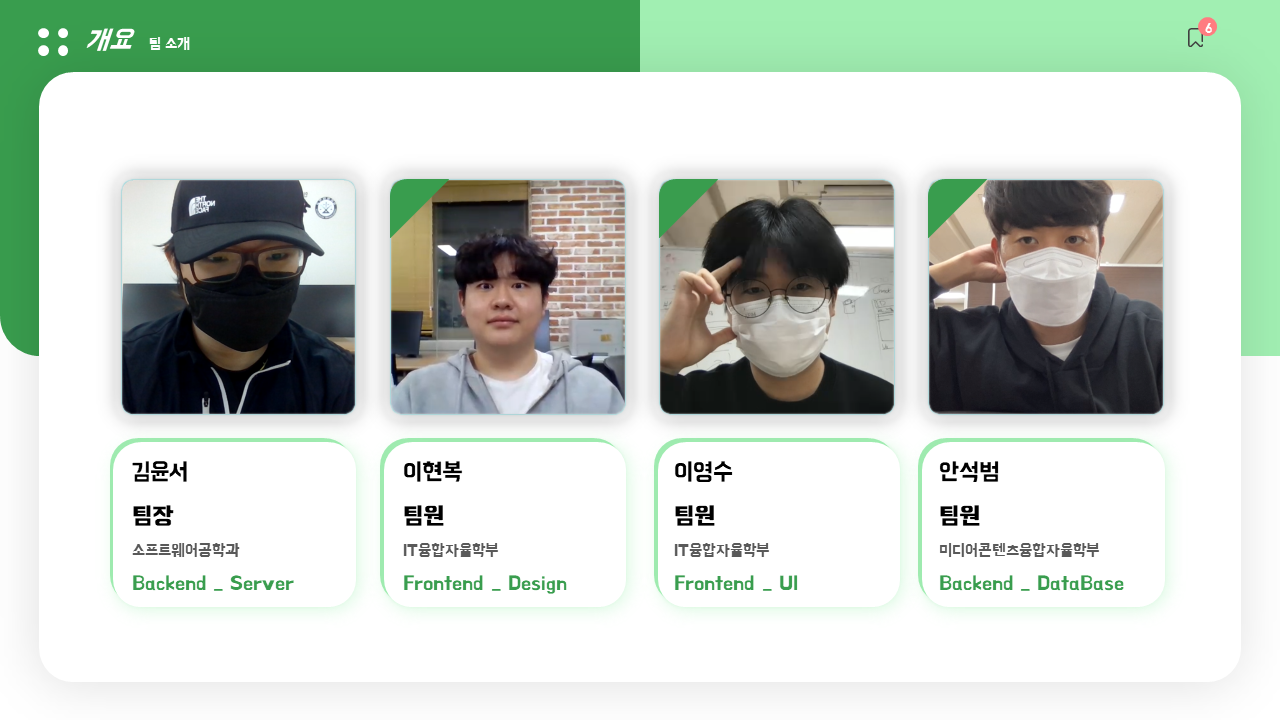 개요 팀 소개
6
김윤서
팀장
소프트웨어공학과
Backend _ Server
이현복
팀원
IT융합자율학부
Frontend _ Design
이영수
팀원
IT융합자율학부
Frontend _ UI
안석범
팀원
미디어콘텐츠융합자율학부
Backend _ DataBase
THE
NORTH
FACE